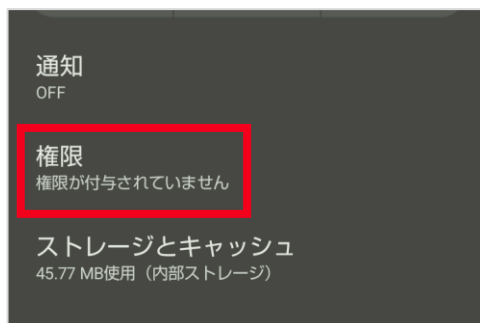 通知
OFF
権限
権限が付与されていません
ストレージとキャッシュ
45.77 MB使用（内部ストレージ）